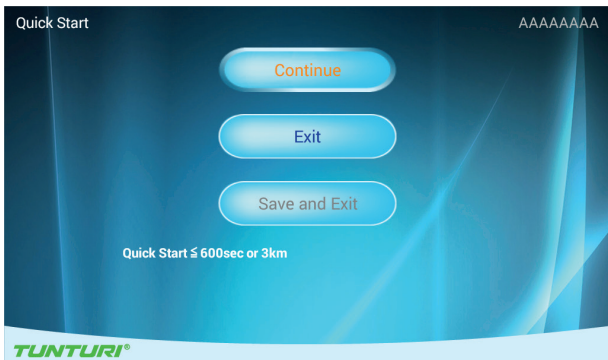 Quick Start
AAAAAAAA
Continue
Exit
Save and Exit
Quick Start ≦ 600sec or 3km
TUNTURI®